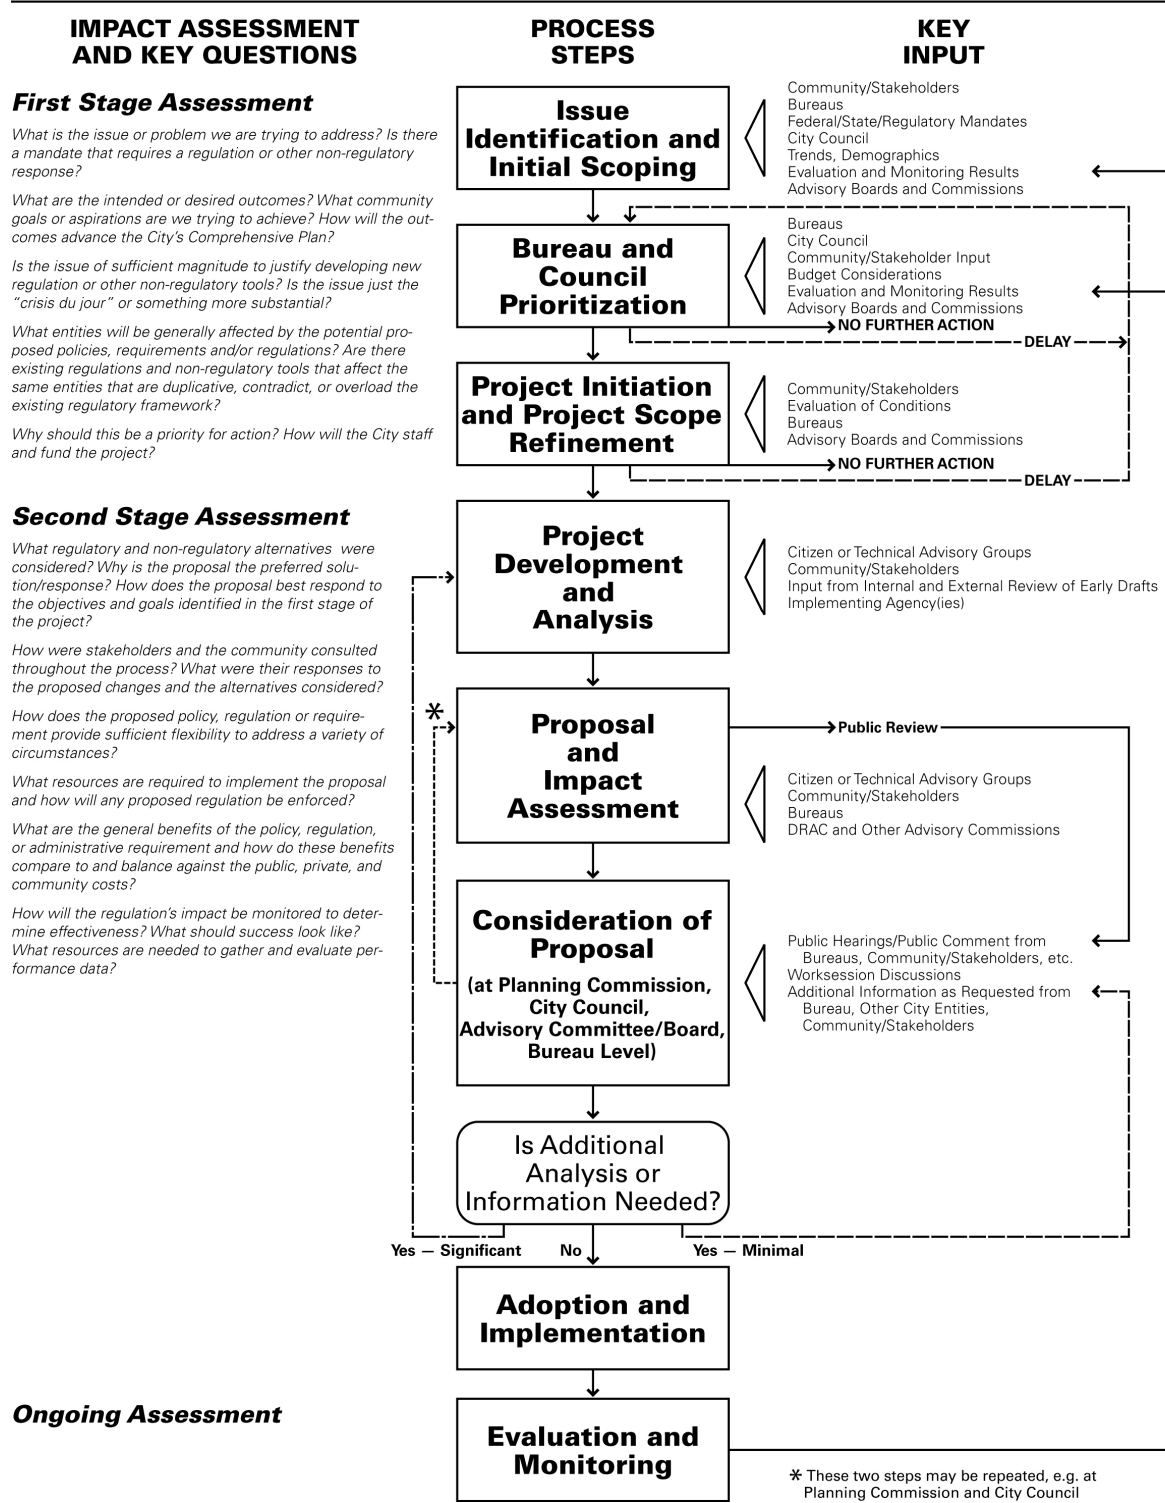 IMPACT ASSESSMENT
AND KEY QUESTIONS
PROCESS
STEPS
KEY
INPUT
First Stage Assessment
What is the issue or problem we are trying to address? Is there
a mandate that requires a regulation or other non-regulatory
response?
What are the intended or desired outcomes? What community
goals or aspirations are we trying to achieve? How will the out-
comes advance the City's Comprehensive Plan?
Is the issue of sufficient magnitude to justify developing new
regulation or other non-regulatory tools? Is the issue just the
“crisis du jour” or something more substantial?
What entities will be generally affected by the potential pro-
posed policies, requirements and/or regulations? Are there
existing regulations and non-regulatory tools that affect the
same entities that are duplicative, contradict, or overload the
existing regulatory framework?
Why should this be a priority for action? How will the City staff
and fund the project?
Second Stage Assessment
What regulatory and non-regulatory alternatives were
considered? Why is the proposal the preferred solu-
tion/response? How does the proposal best respond to
the objectives and goals identified in the first stage of
the project?
How were stakeholders and the community consulted
throughout the process? What were their responses to
the proposed changes and the alternatives considered?
How does the proposed policy, regulation or require-
ment provide sufficient flexibility to address a variety of
circumstances?
What resources are required to implement the proposal
and how will any proposed regulation be enforced?
What are the general benefits of the policy, regulation,
or administrative requirement and how do these benefits
compare to and balance against the public, private, and
community costs?
How will the regulation's impact be monitored to deter-
mine effectiveness? What should success look like?
What resources are needed to gather and evaluate per-
formance data?
Ongoing Assessment
Issue
Identification and
Initial Scoping
Bureau and
Council
Prioritization
Project Initiation
and Project Scope
Refinement
Project
Development
and
Analysis
*
Proposal
and
Impact
Assessment
Consideration of
Proposal
(at Planning Commission,
City Council,
Advisory Committee/Board,
Bureau Level)
Is Additional
Analysis or
Information Needed?
Yes — Significant
No
Yes — Minimal
Adoption and
Implementation
Evaluation and
Monitoring
Community/Stakeholders
Bureaus
Federal/State/Regulatory Mandates
City Council
Trends, Demographics
Evaluation and Monitoring Results
Advisory Boards and Commissions
Bureaus
City Council
Community/Stakeholder Input
Budget Considerations
Evaluation and Monitoring Results
Advisory Boards and Commissions
NO FURTHER ACTION
DELAY
Community/Stakeholders
Evaluation of Conditions
Bureaus
Advisory Boards and Commissions
NO FURTHER ACTION
DELAY
Citizen or Technical Advisory Groups
Community/Stakeholders
Input from Internal and External Review of Early Drafts
Implementing Agency(ies)
Public Review
Citizen or Technical Advisory Groups
Community/Stakeholders
Bureaus
DRAC and Other Advisory Commissions
Public Hearings/Public Comment from
Bureaus, Community/Stakeholders, etc.
Worksession Discussions
Additional Information as Requested from
Bureau, Other City Entities,
Community/Stakeholders
* These two steps may be repeated, e.g. at
Planning Commission and City Council